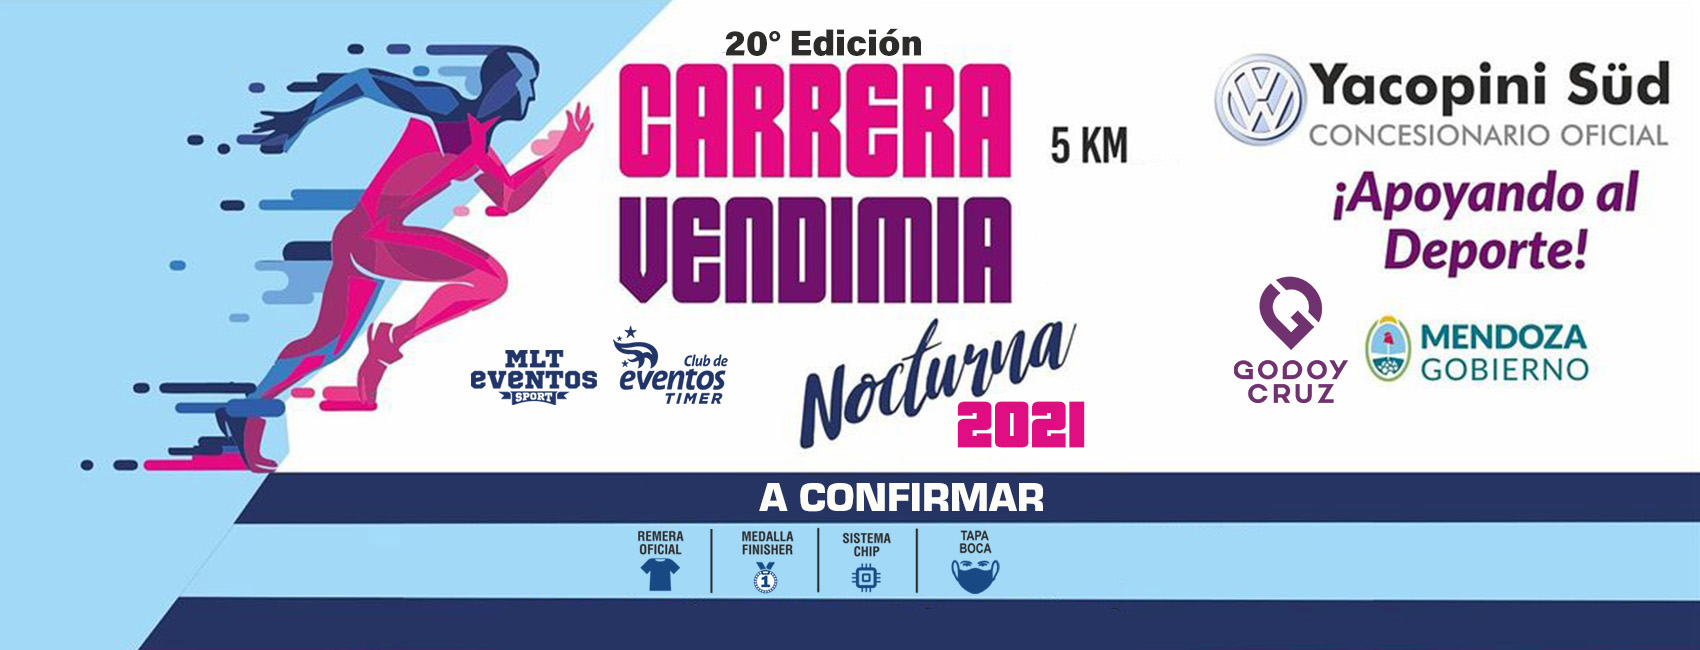 20° Edición
CARRERA
VENDIMIA
Nocturna
2021
5 KM
Yacopini Süd
CONCESIONARIO OFICIAL
¡Apoyando al
Deporte!
MLT
eventos
SPORT
Club de
eventos
TIMER
GODOY
CRUZ
MENDOZA
GOBIERNO
A CONFIRMAR
REMERA
OFICIAL
MEDALLA
FINISHER
1
SISTEMA
CHIP
TAPA
BOCA